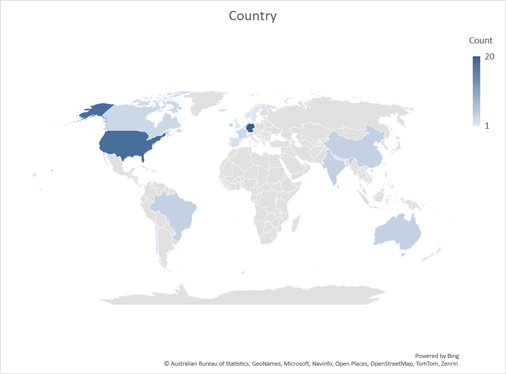 Country
Count
20
1
Powered by Bing
© Australian Bureau of Statistics, GeoNames, Microsoft, Navinfo, Open Places, OpenStreetMap, TomTom, Zenrin